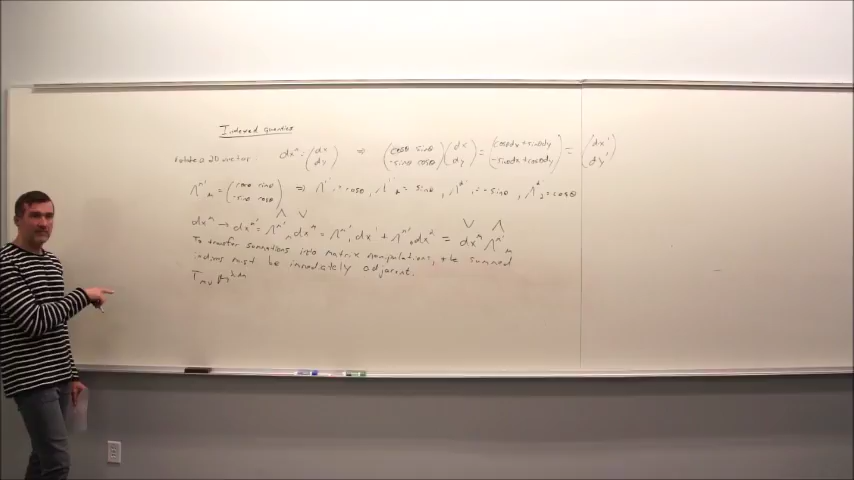 Indexed quantities
rotate a 2D vector: dx^μ = (dx dy) ⇒ (cosθ sinθ -sinθ cosθ)(dx dy) = (cosθdx + sinθdy -sinθdx + cosθdy) = (dx' dy')
Λ^μ'_μ = (cosθ sinθ -sinθ cosθ) ⇒ Λ^1'_1 = cosθ, Λ^1'_2 = sinθ, Λ^2'_1 = -sinθ, Λ^2'_2 = cosθ
dx^μ → dx^μ' = Λ^μ'_μ dx^μ = Λ^μ'_1 dx^1 + Λ^μ'_2 dx^2 = dx^μ Λ^μ'_μ
To transfer summations into matrix manipulations, the summed
indices must be immediately adjacent.
T_μν